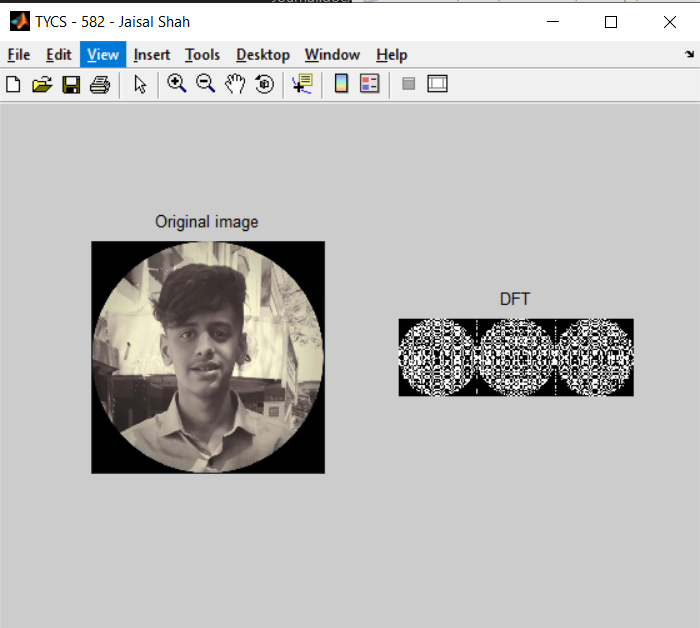 TYCS - 582 - Jaisal Shah
File Edit View Insert Tools Desktop Window Help
Original image
DFT